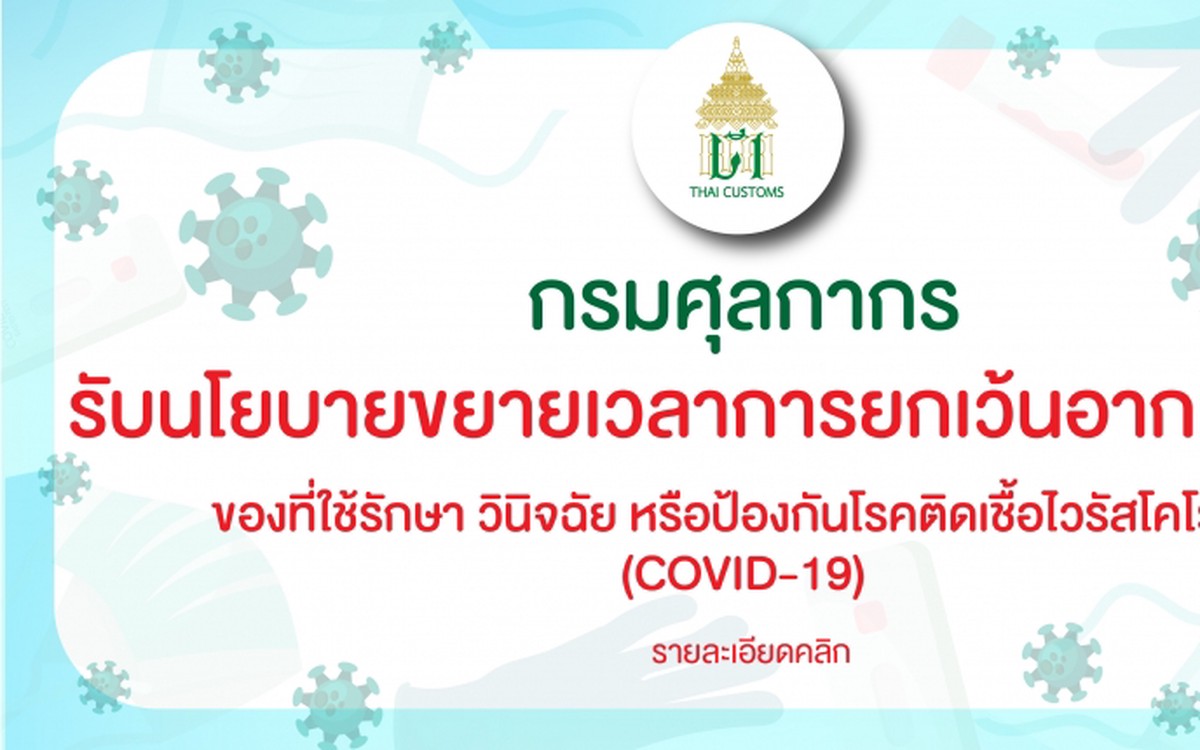 THAI CUSTOMS
กรมศุลกากร
รับนโยบายขยายเวลาการยกเว้นอาก
ของที่ใช้รักษา วินิจฉัย หรือป้องกันโรคติดเชื้อไวรัสโคโ
(COVID-19)
รายละเอียดคลิก